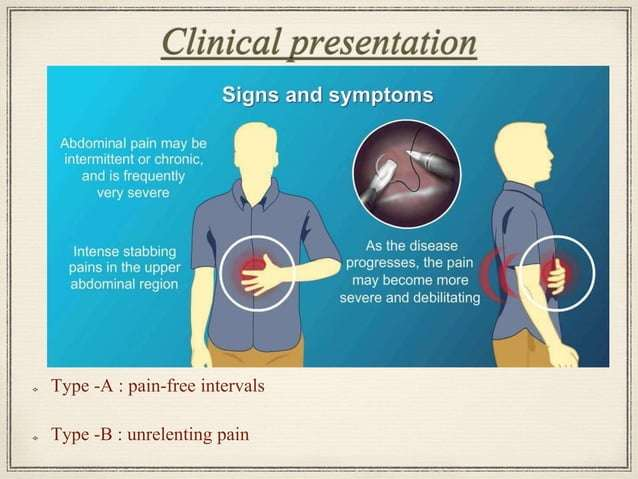 Clinical presentation
Signs and symptoms
Abdominal pain may be
intermittent or chronic,
and is frequently
very severe
Intense stabbing
pains in the upper
abdominal region
As the disease
progresses, the pain
may become more
severe and debilitating
Type -A : pain-free intervals
Type -B : unrelenting pain